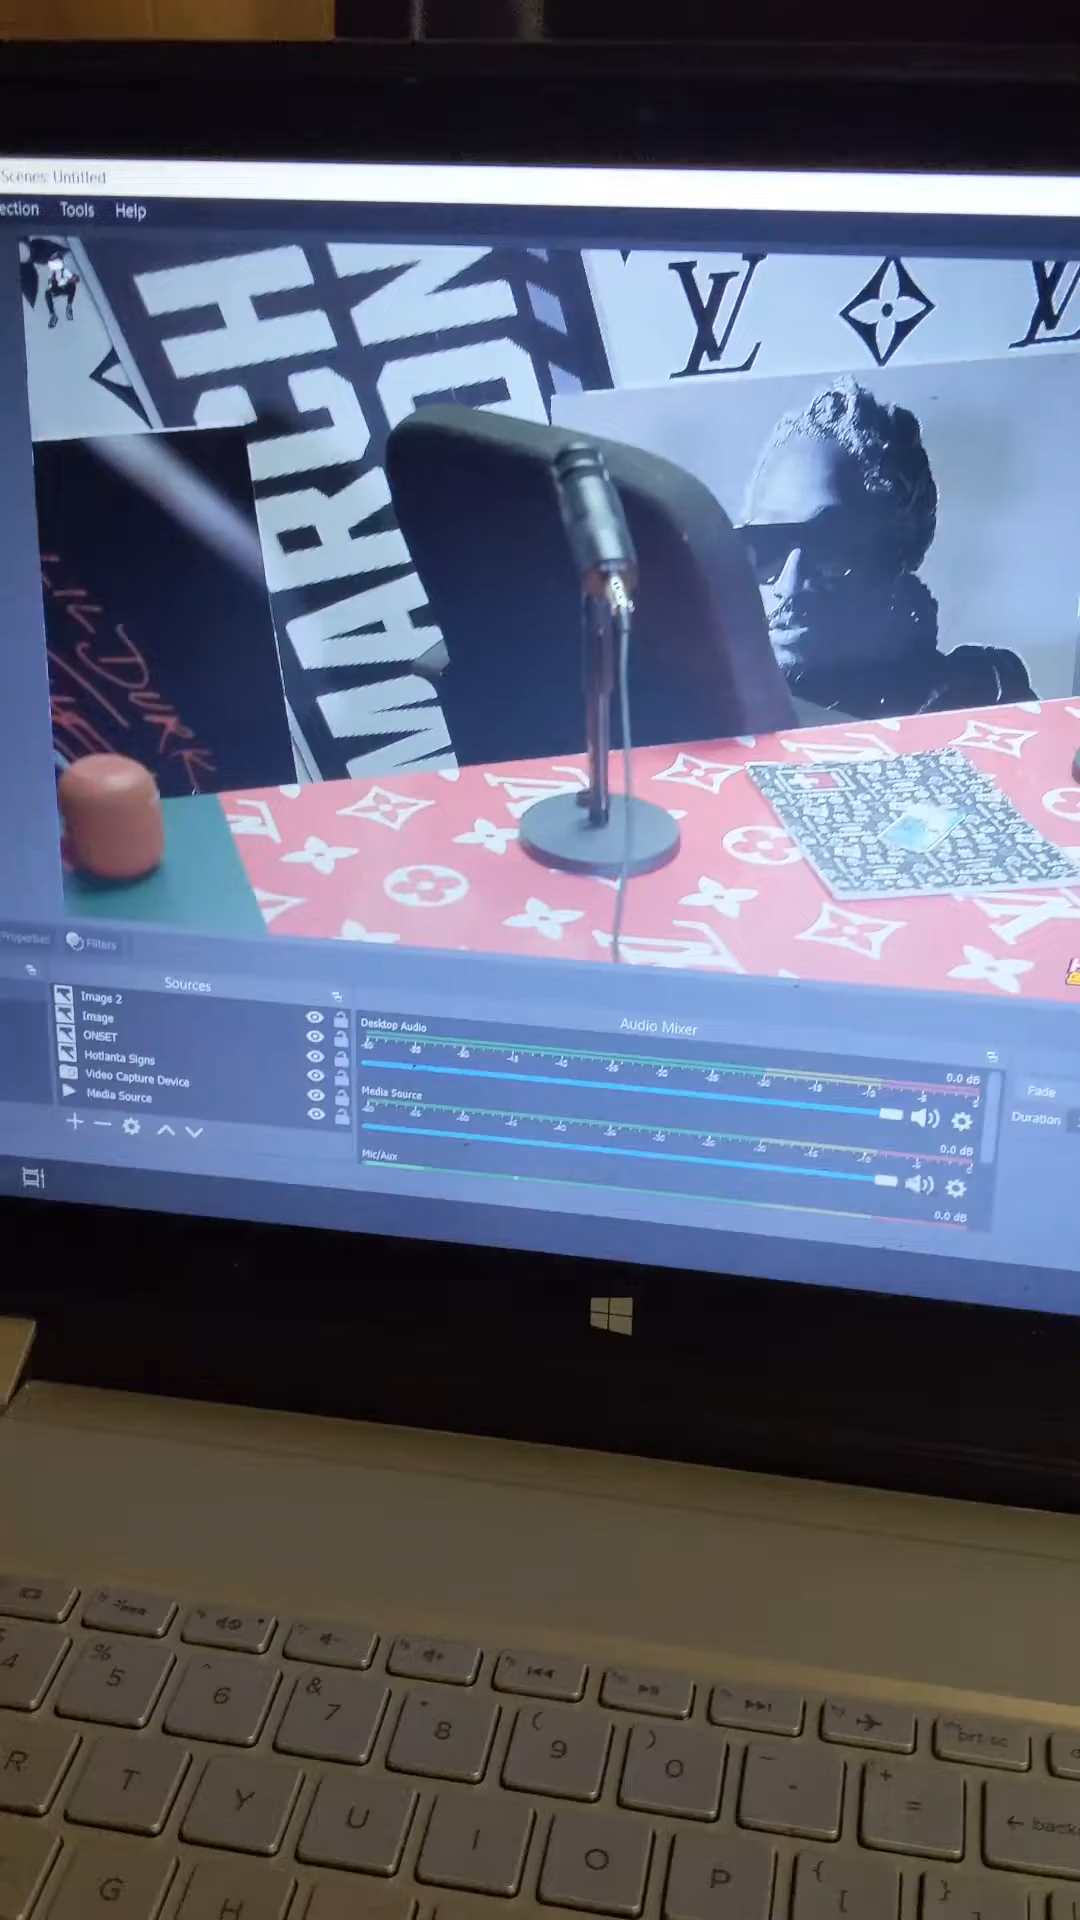 Scenes: Untitled
ection Tools Help
MARCH
MADN
LV
LIL DURK
Properties Filters
Sources
Image 2
Image
ONSET
Hotlanta Signs
Video Capture Device
Media Source
Audio Mixer
Desktop Audio
0.0 dB
Media Source
0.0 dB
Mic/Aux
0.0 dB
Fade
Duration
4 % 5 ^ 6 & 7 * 8 ( 9 ) 0 _ - + =
prt sc
← back
R T Y U I O P { [ }
G H